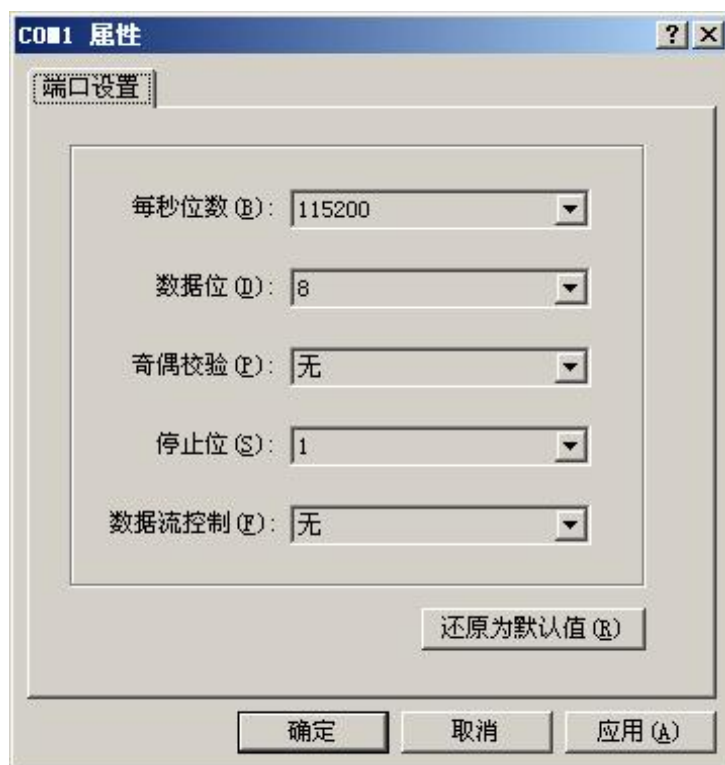 COM1 属性
端口设置
每秒位数(B): 115200
数据位(D): 8
奇偶校验(P): 无
停止位(S): 1
数据流控制(F): 无
还原为默认值(R)
确定 取消 应用(A)